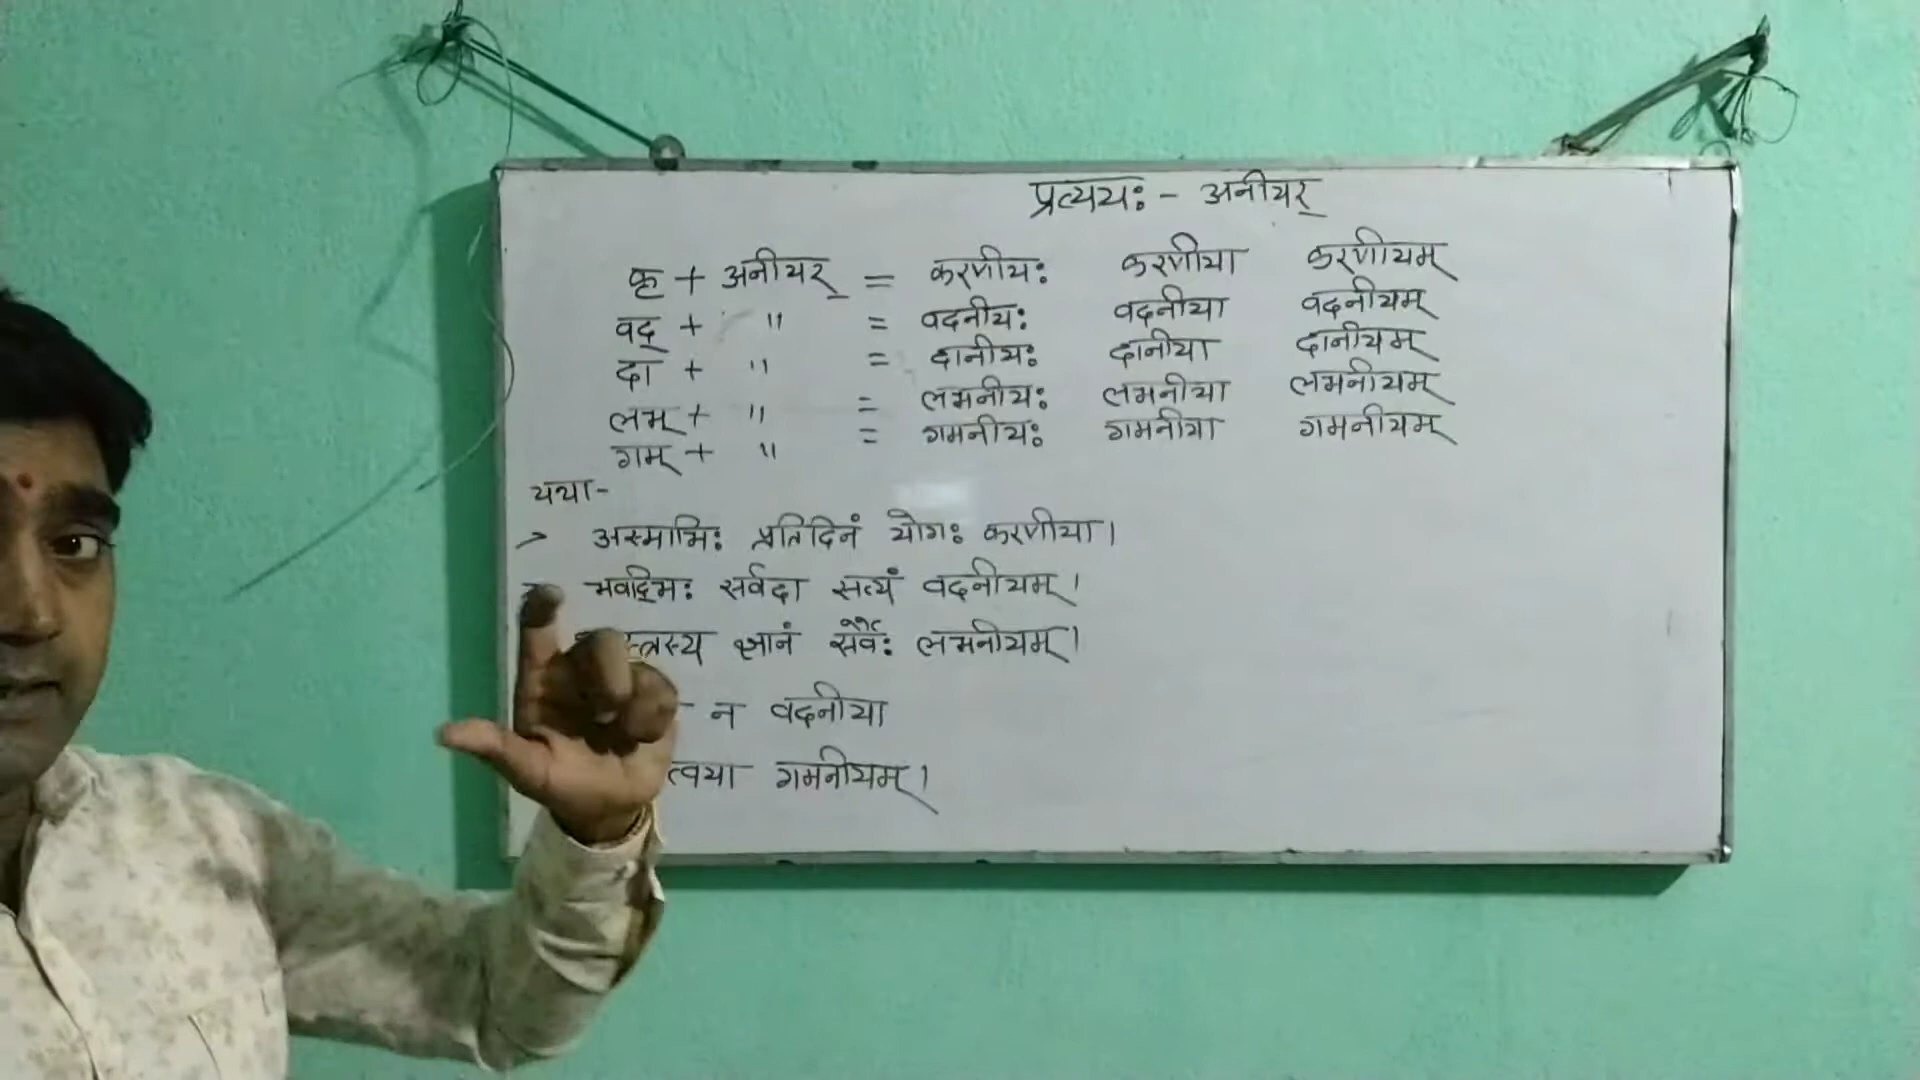 प्रत्ययः - अनीयर्
कृ + अनीयर् = करणीयः करणीया करणीयम्
वद् + " = वदनीयः वदनीया वदनीयम्
दा + " = दानीयः दानीया दानीयम्
लभ् + " = लभनीयः लभनीया लभनीयम्
गम् + " = गमनीयः गमनीया गमनीयम्
यथा-
> अस्माभिः प्रतिदिनं योगः करणीया।
भवद्भिः सर्वदा सत्यं वदनीयम्।
ज्ञानं सर्वैः लभनीयम्।
न वदनीया
त्वया गमनीयम्।